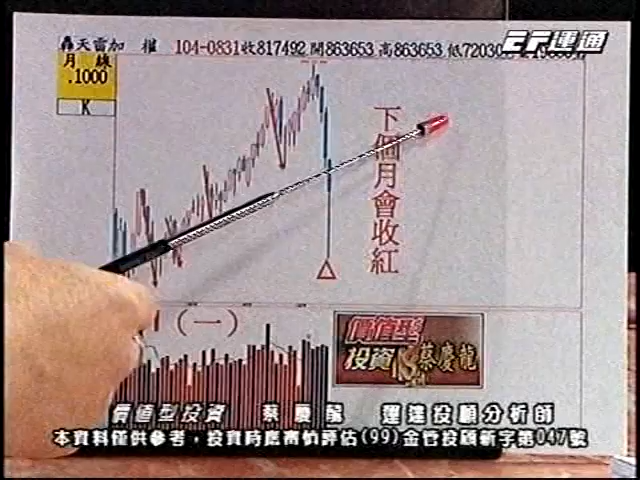 轟天雷加 權 104-0831收817492開863653高863653低72030
EF運通
月 線
.1000
K
下個月會收紅
(一)
價值型
投資 VS 蔡慶龍
價值型投資 蔡慶龍 運達投顧分析師
本資料僅供參考，投資時應審慎評估(99)金管投顧新字第047號